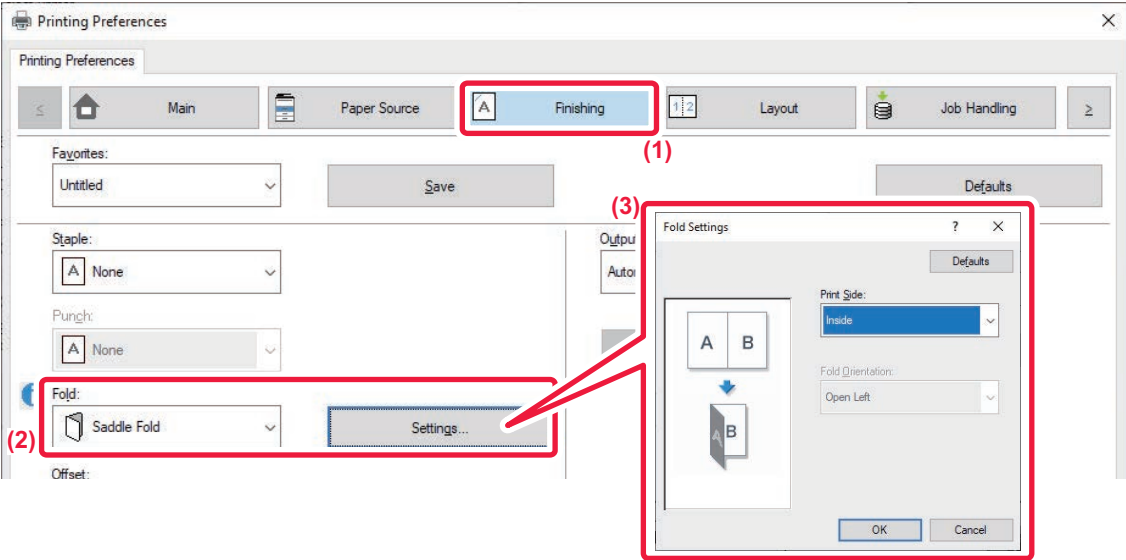 Printing Preferences
Printing Preferences
<
Main
Paper Source
A
Finishing
1 2
Layout
Job Handling
>
(1)
Favorites:
Untitled
Save
Defaults
(3)
Staple:
A None
Punch:
A None
Fold:
Saddle Fold
Settings...
(2)
Offset:
Outpu
Autor
Fold Settings
?
Defaults
A B
A B
Print Side:
Inside
Fold Orientation:
Open Left
OK
Cancel